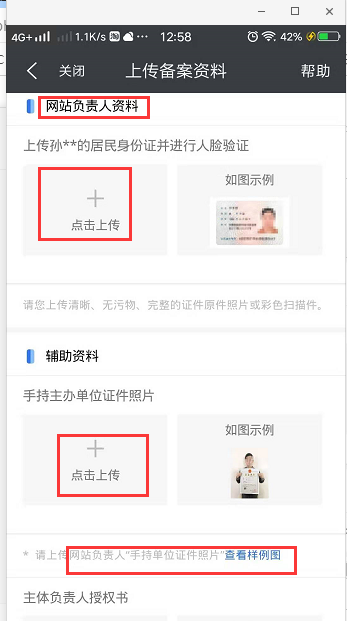 4G+ 1.1K/s ··· 12:58 42%
关闭 上传备案资料 帮助
网站负责人资料
上传孙**的居民身份证并进行人脸验证
点击上传
如图示例
请您上传清晰、无污物、完整的证件原件照片或彩色扫描件。
辅助资料
手持主办单位证件照片
点击上传
如图示例
* 请上传网站负责人“手持单位证件照片”查看样例图
主体负责人授权书